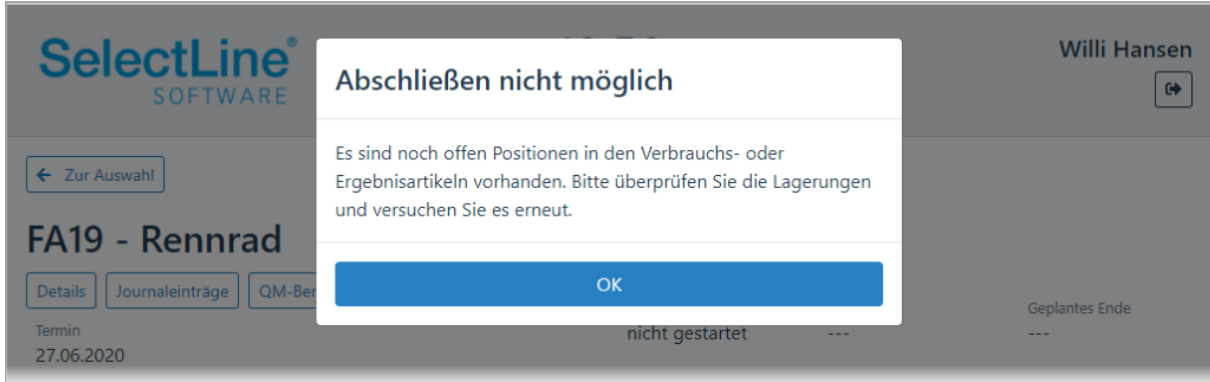 SelectLine®
SOFTWARE
Willi Hansen
Abschließen nicht möglich
Es sind noch offen Positionen in den Verbrauchs- oder
Ergebnisartikeln vorhanden. Bitte überprüfen Sie die Lagerungen
und versuchen Sie es erneut.
OK
← Zur Auswahl
FA19 - Rennrad
Details Journaleinträge QM-Ber
Termin Geplantes Ende
27.06.2020 nicht gestartet --- ---